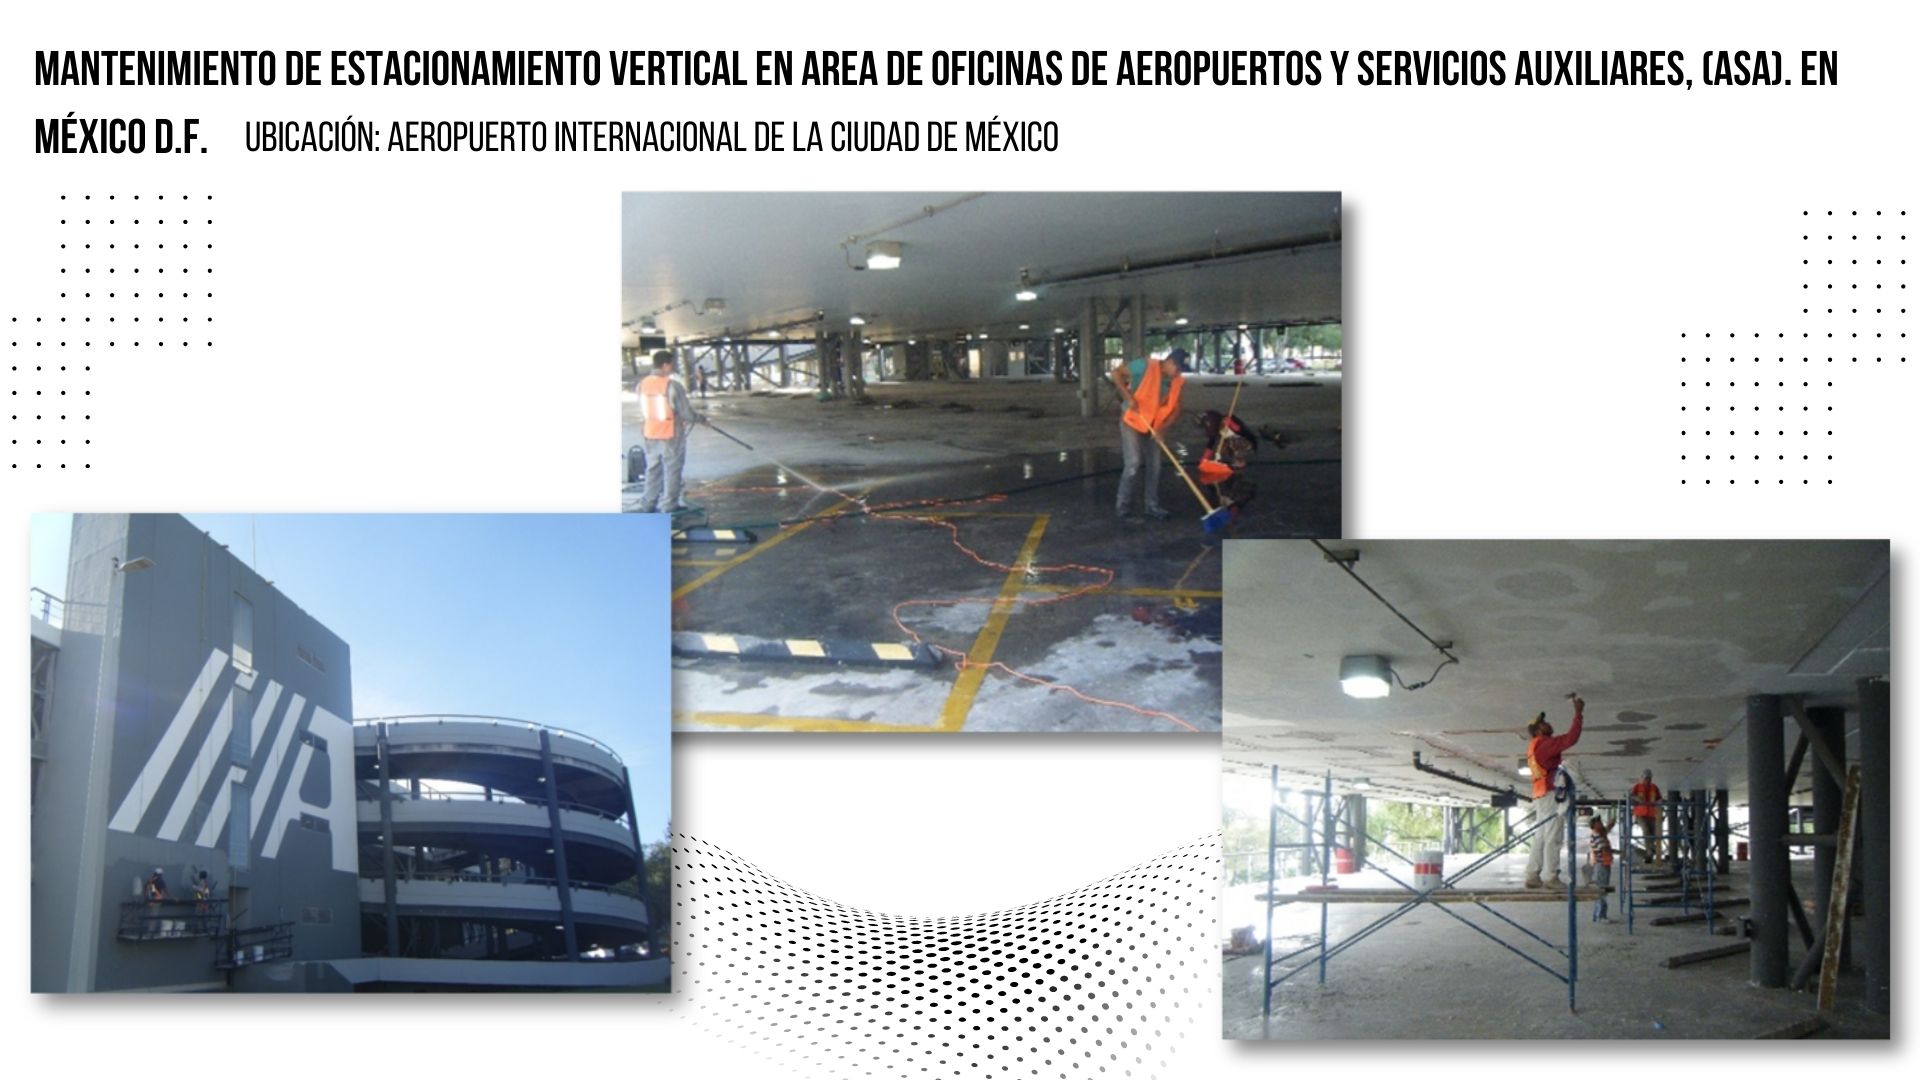 MANTENIMIENTO DE ESTACIONAMIENTO VERTICAL EN AREA DE OFICINAS DE AEROPUERTOS Y SERVICIOS AUXILIARES, (ASA). EN
MÉXICO D.F. UBICACIÓN: AEROPUERTO INTERNACIONAL DE LA CIUDAD DE MÉXICO